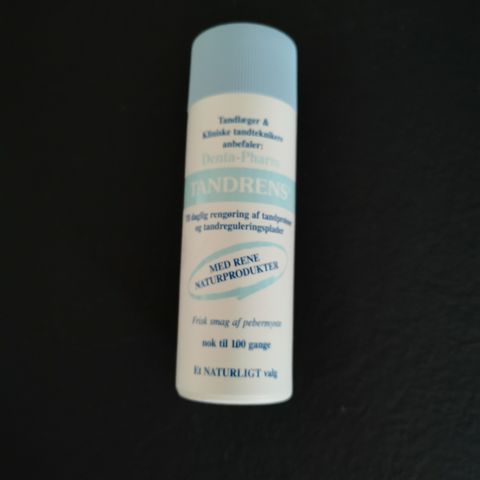 Tandlæger &
Kliniske tandteknikere
anbefaler:
Denta-Pharm
TANDRENS
Til daglig rengøring af tandproteser
og tandreguleringsplader
MED RENE
NATURPRODUKTER
Frisk smag af pebermynte
nok til 100 gange
Et NATURLIGT valg